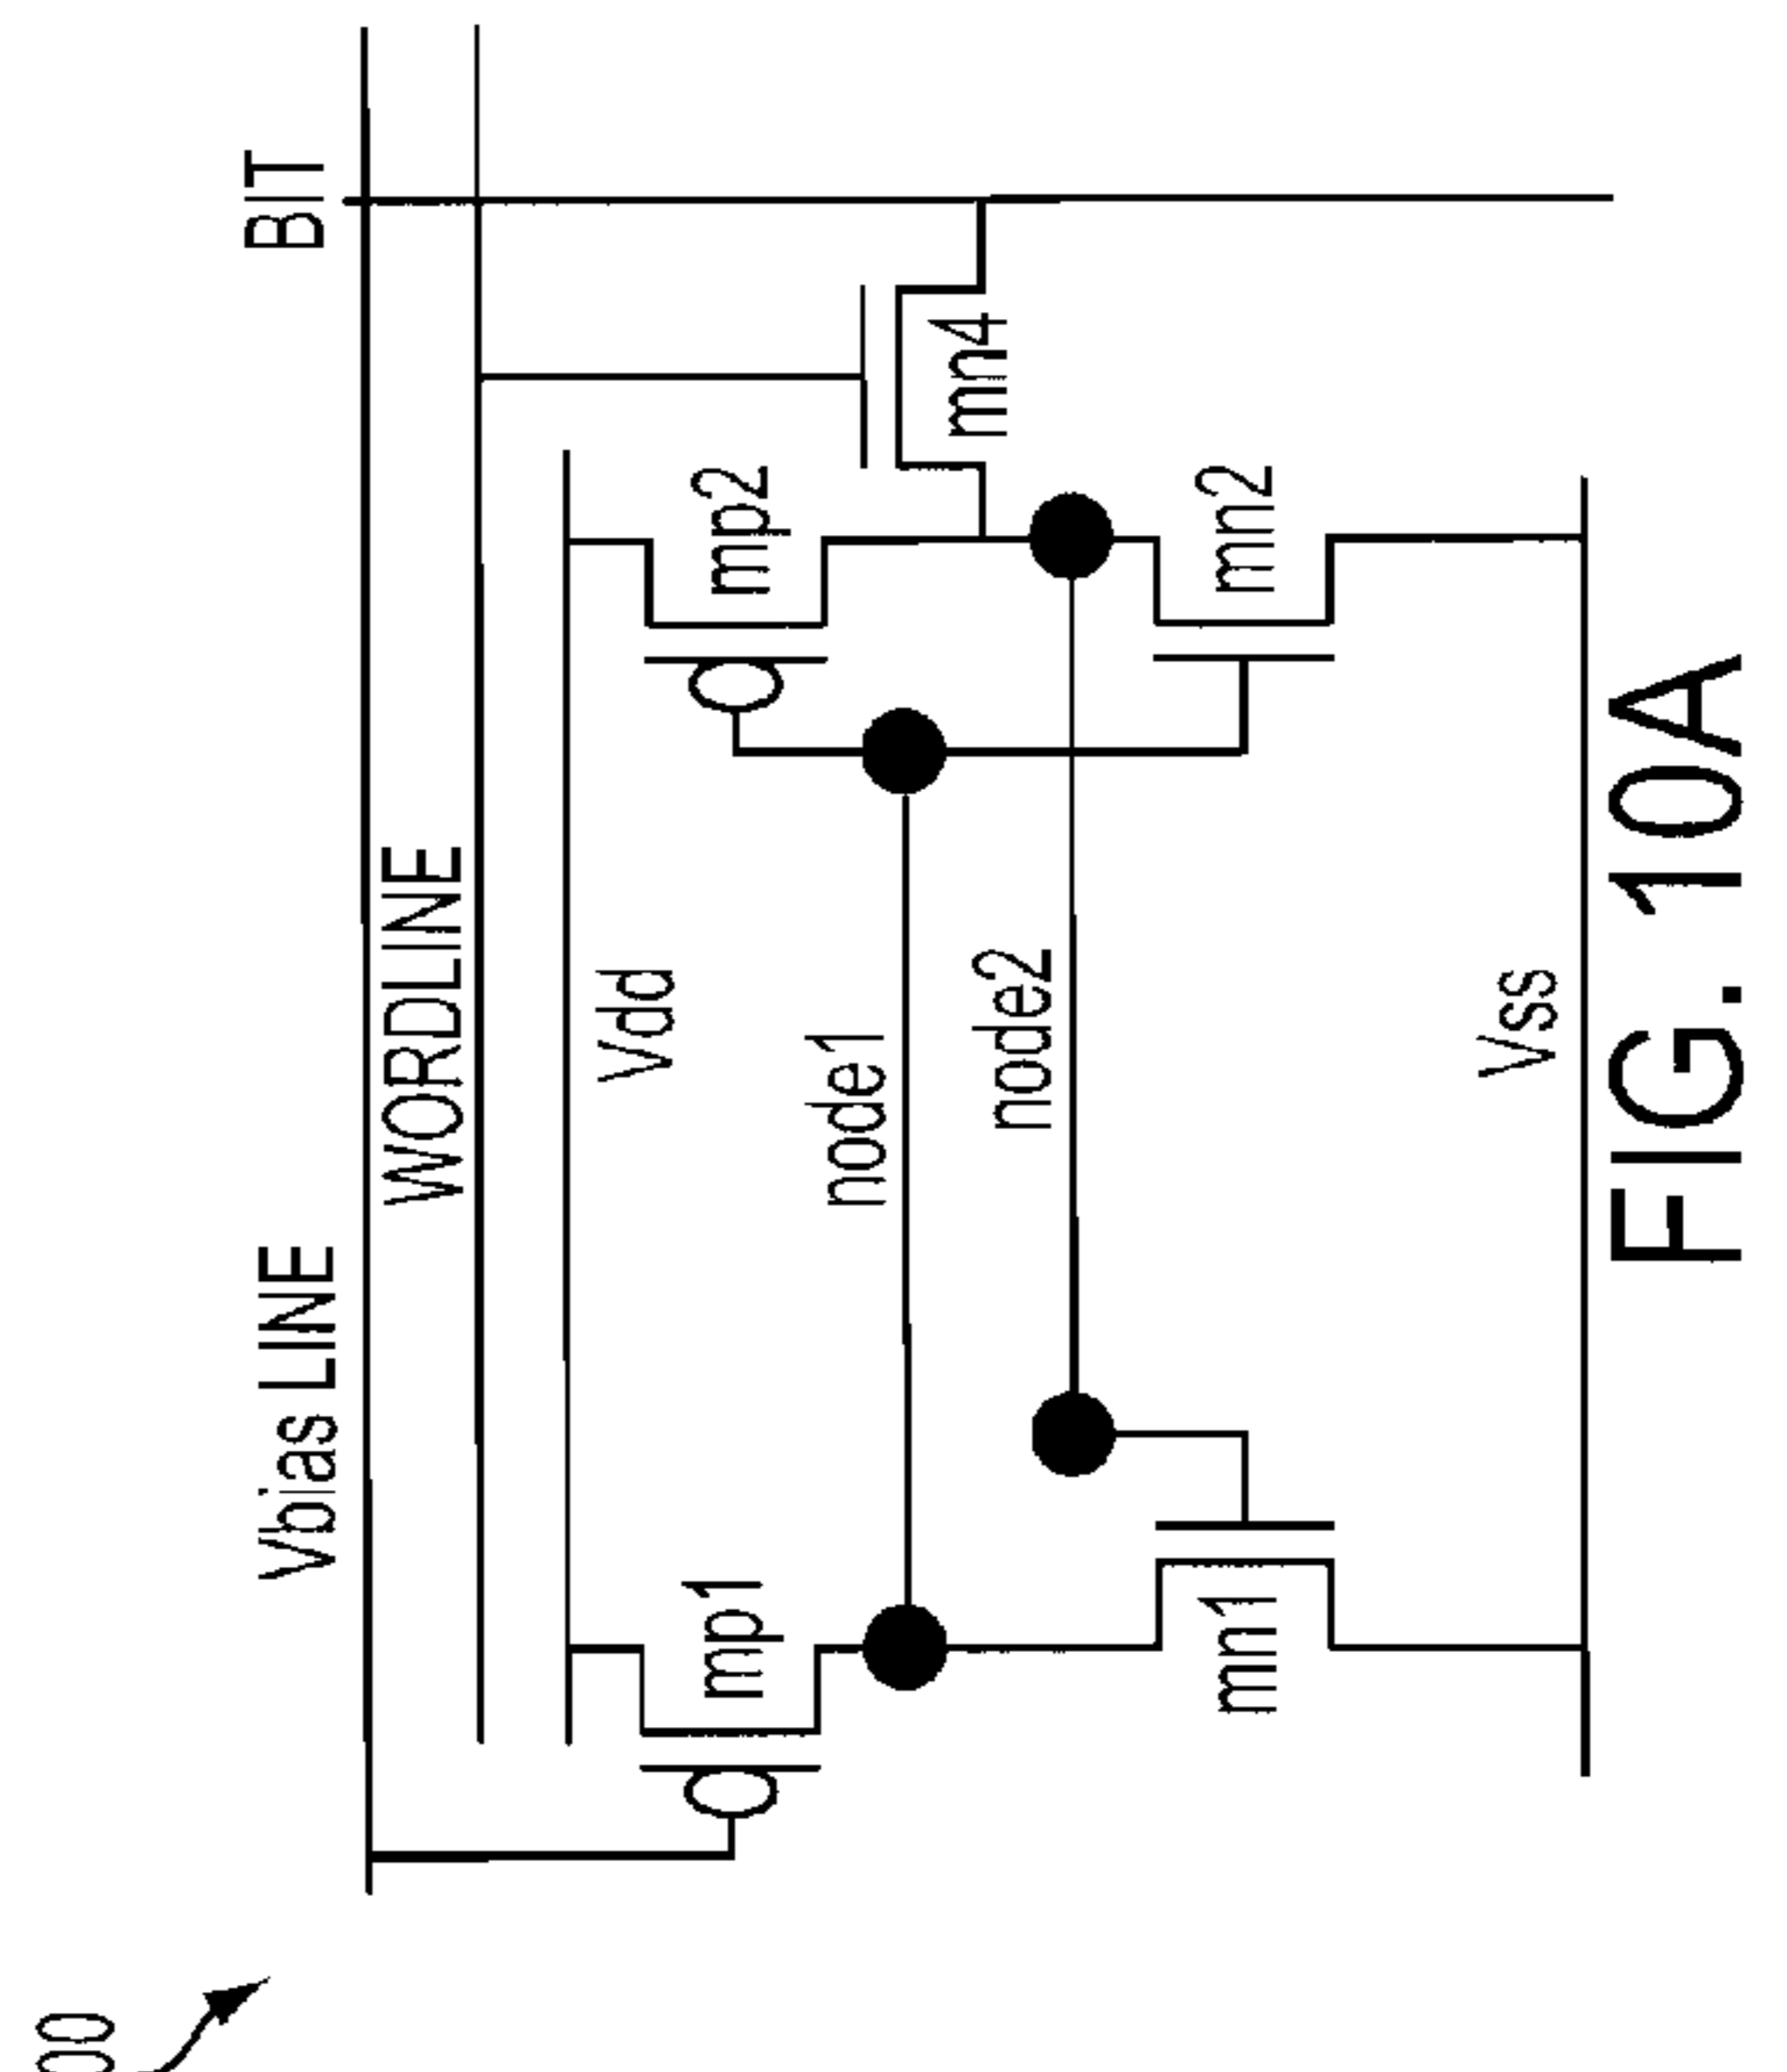 Vbias LINE
BIT
WORDLINE
Vdd
mp1
mp2
node1
mn4
node2
mn1
mn2
Vss
FIG. 10A